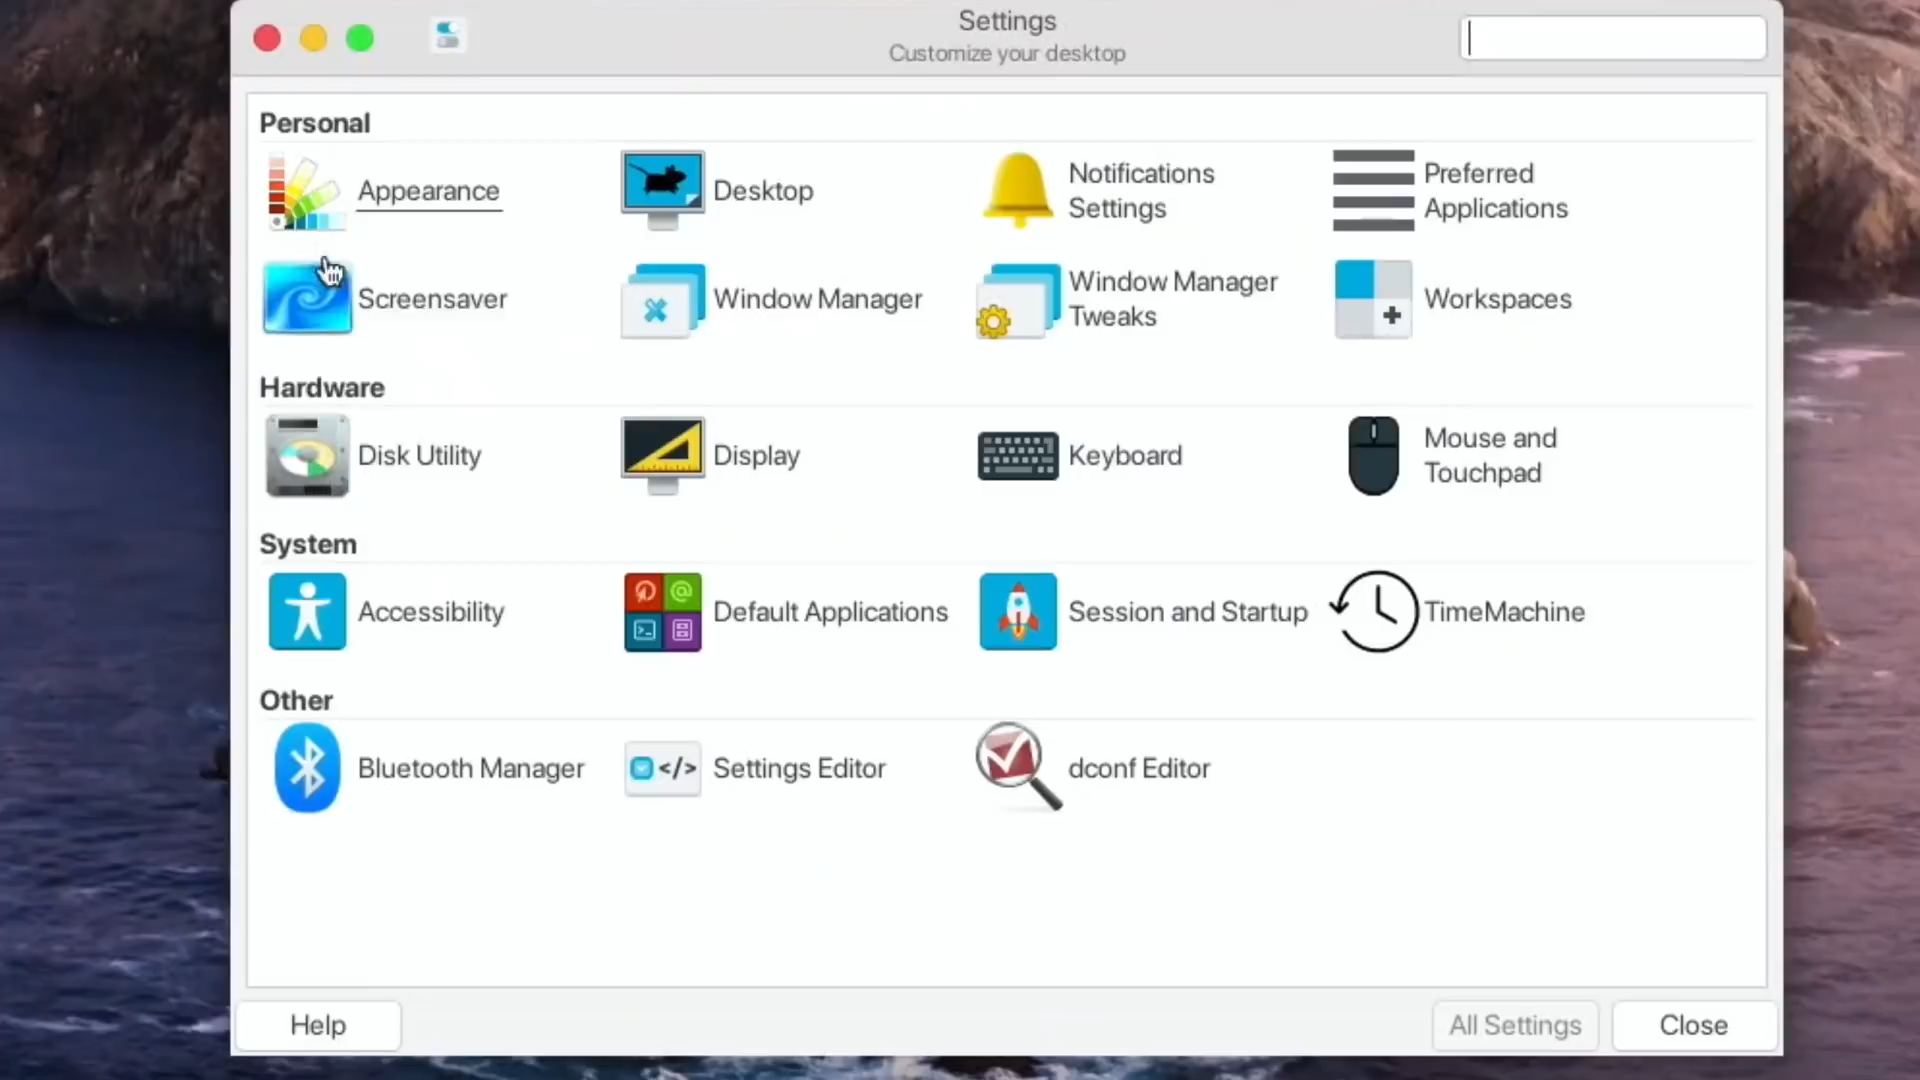 Settings
Customize your desktop
Personal
Appearance
Desktop
Notifications
Settings
Preferred
Applications
Screensaver
Window Manager
Window Manager
Tweaks
Workspaces
Hardware
Disk Utility
Display
Keyboard
Mouse and
Touchpad
System
Accessibility
Default Applications
Session and Startup
TimeMachine
Other
Bluetooth Manager
Settings Editor
dconf Editor
Help
All Settings
Close